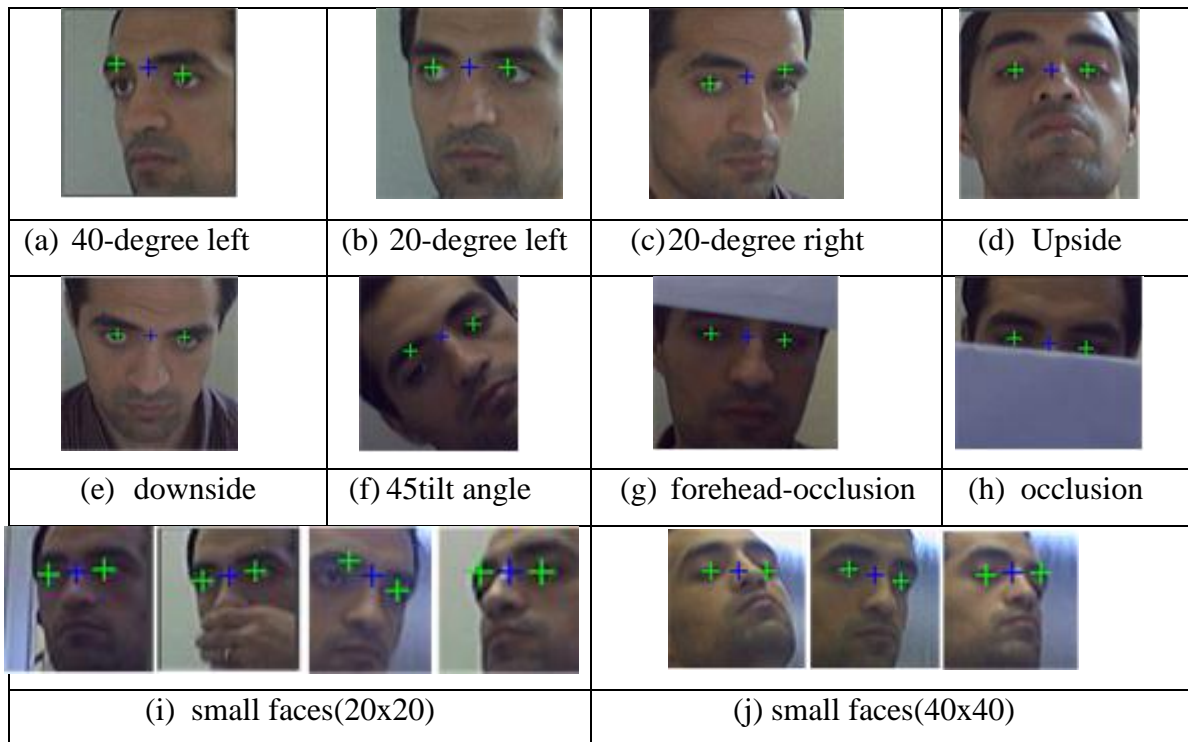 (a) 40-degree left
(b) 20-degree left
(c)20-degree right
(d) Upside
(e) downside
(f) 45tilt angle
(g) forehead-occlusion
(h) occlusion
(i) small faces(20x20)
(j) small faces(40x40)